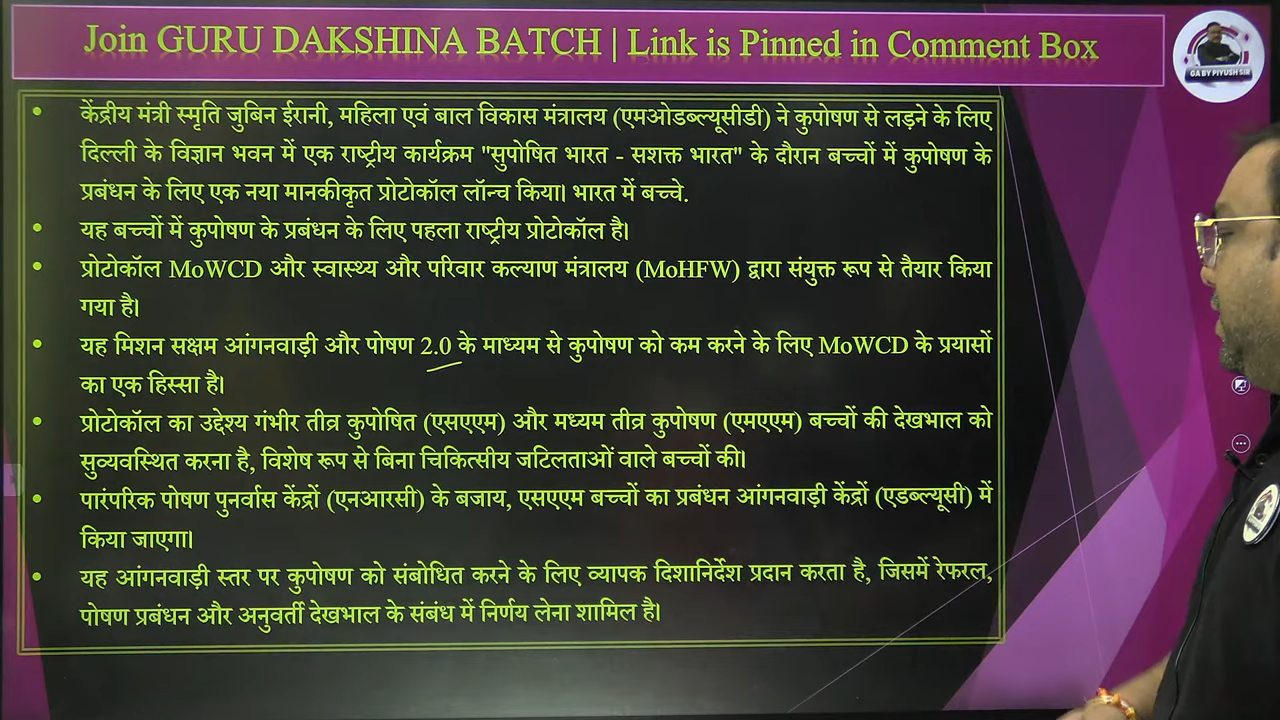 Join GURU DAKSHINA BATCH | Link is Pinned in Comment Box
GA BY PIYUSH SIR
• केंद्रीय मंत्री स्मृति जुबिन ईरानी, महिला एवं बाल विकास मंत्रालय (एमओडब्ल्यूसीडी) ने कुपोषण से लड़ने के लिए
दिल्ली के विज्ञान भवन में एक राष्ट्रीय कार्यक्रम "सुपोषित भारत - सशक्त भारत" के दौरान बच्चों में कुपोषण के
प्रबंधन के लिए एक नया मानकीकृत प्रोटोकॉल लॉन्च किया। भारत में बच्चे.
• यह बच्चों में कुपोषण के प्रबंधन के लिए पहला राष्ट्रीय प्रोटोकॉल है।
• प्रोटोकॉल MoWCD और स्वास्थ्य और परिवार कल्याण मंत्रालय (MoHFW) द्वारा संयुक्त रूप से तैयार किया
गया है।
• यह मिशन सक्षम आंगनवाड़ी और पोषण 2.0 के माध्यम से कुपोषण को कम करने के लिए MoWCD के प्रयासों
का एक हिस्सा है।
• प्रोटोकॉल का उद्देश्य गंभीर तीव्र कुपोषित (एसएएम) और मध्यम तीव्र कुपोषण (एमएएम) बच्चों की देखभाल को
सुव्यवस्थित करना है, विशेष रूप से बिना चिकित्सीय जटिलताओं वाले बच्चों की।
• पारंपरिक पोषण पुनर्वास केंद्रों (एनआरसी) के बजाय, एसएएम बच्चों का प्रबंधन आंगनवाड़ी केंद्रों (एडब्ल्यूसी) में
किया जाएगा।
• यह आंगनवाड़ी स्तर पर कुपोषण को संबोधित करने के लिए व्यापक दिशानिर्देश प्रदान करता है, जिसमें रेफरल,
पोषण प्रबंधन और अनुवर्ती देखभाल के संबंध में निर्णय लेना शामिल है।